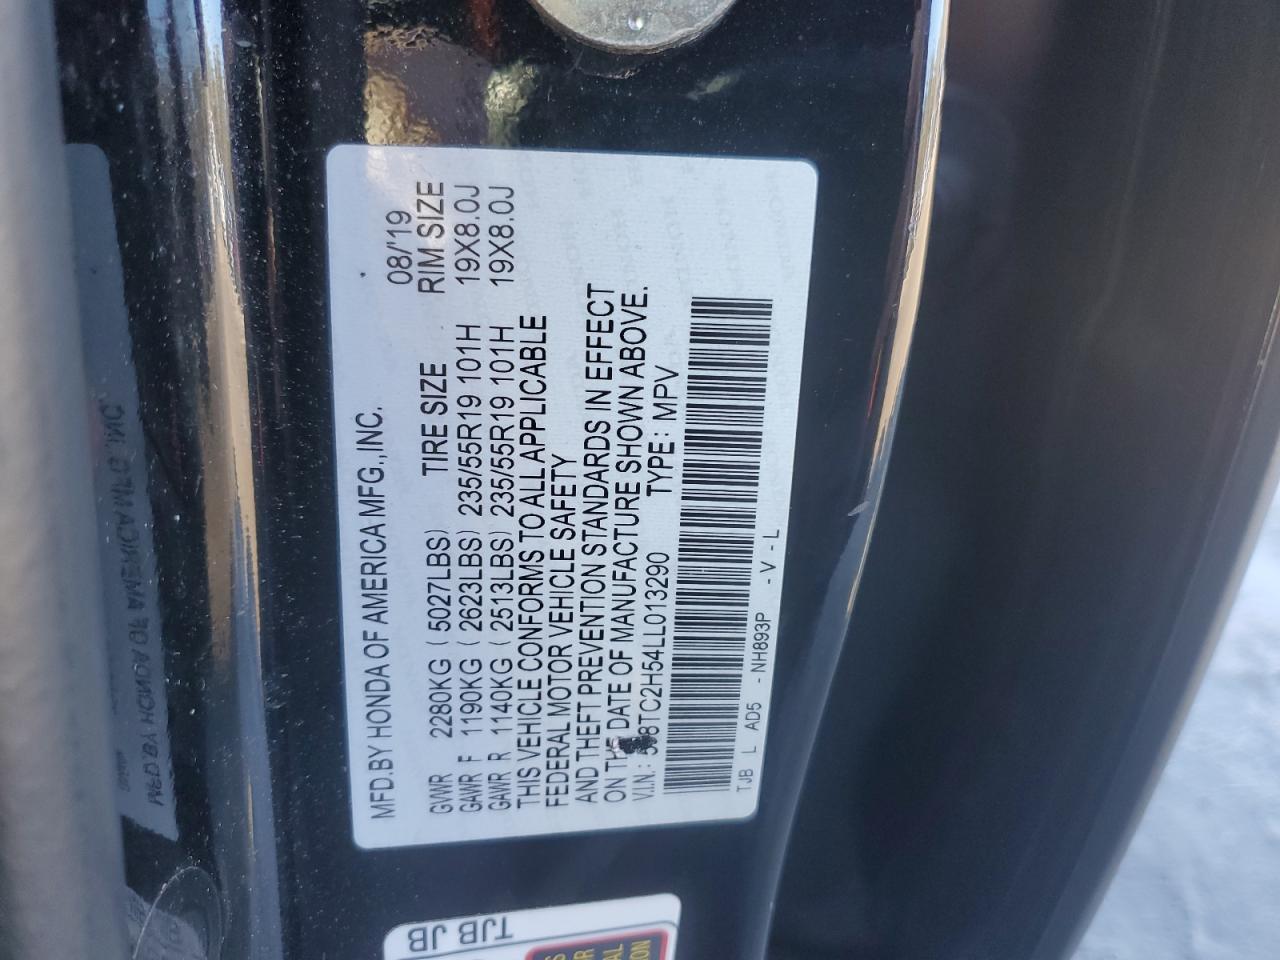 MFD.BY HONDA OF AMERICA MFG.,INC. 08/'19
GVWR 2280KG ( 5027LBS) TIRE SIZE RIM SIZE
GAWR F 1190KG ( 2623LBS) 235/55R19 101H 19X8.0J
GAWR R 1140KG ( 2513LBS) 235/55R19 101H 19X8.0J
THIS VEHICLE CONFORMS TO ALL APPLICABLE
FEDERAL MOTOR VEHICLE SAFETY
AND THEFT PREVENTION STANDARDS IN EFFECT
ON THE DATE OF MANUFACTURE SHOWN ABOVE.
V.I.N.: TYPE: MPV
TJB L AD5 - NH893P - V - L
TJB JB